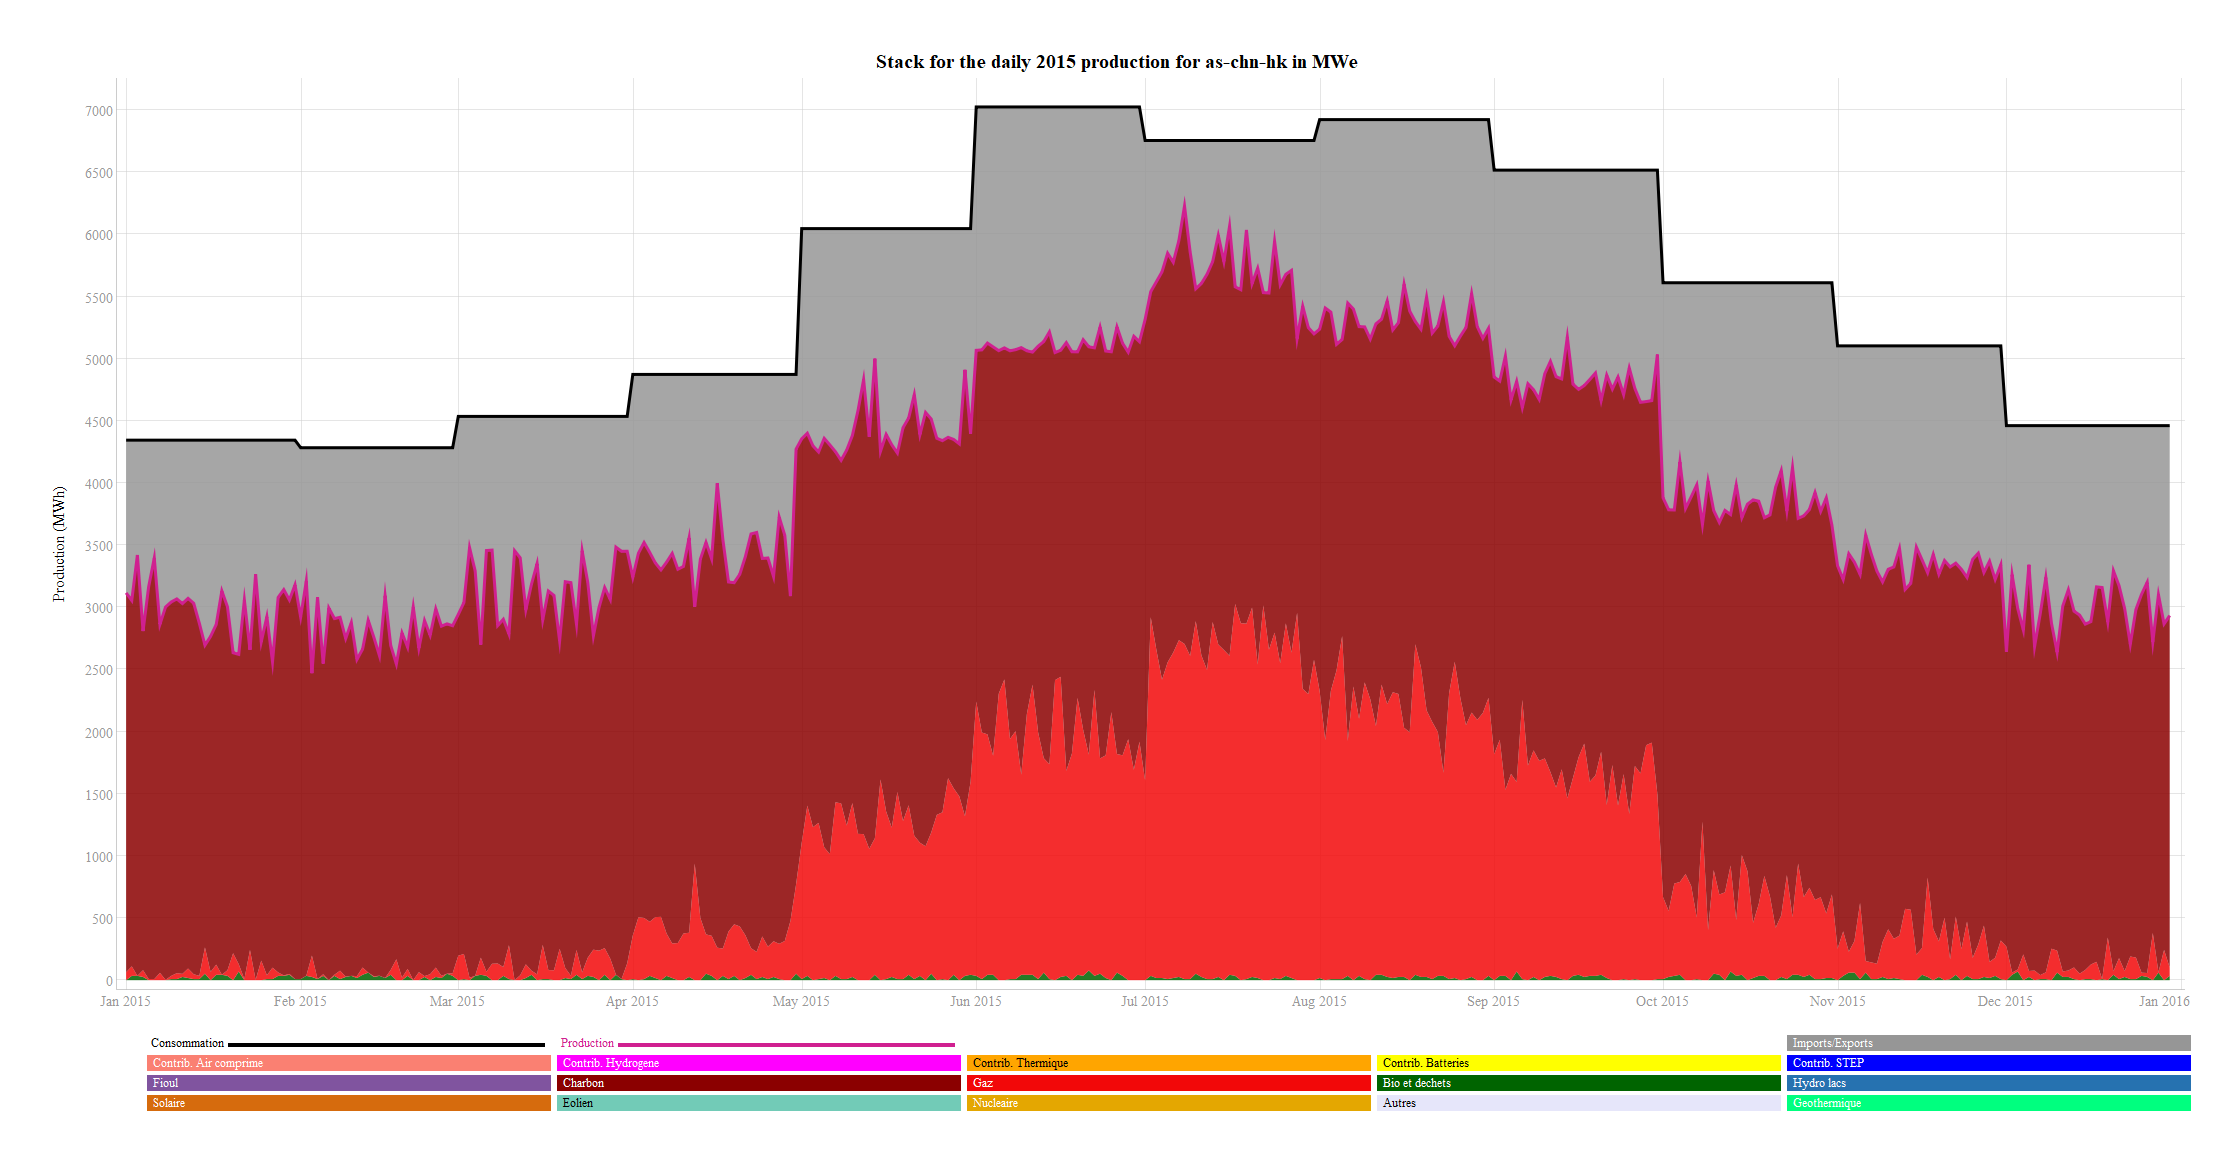 Stack for the daily 2015 production for as-chn-hk in MWe
Production (MWh)
7000
6500
6000
5500
5000
4500
4000
3500
3000
2500
2000
1500
1000
500
0
Jan 2015 Feb 2015 Mar 2015 Apr 2015 May 2015 Jun 2015 Jul 2015 Aug 2015 Sep 2015 Oct 2015 Nov 2015 Dec 2015 Jan 2016
Consommation Production Imports/Exports
Contrib. Air comprime Contrib. Hydrogene Contrib. Thermique Contrib. Batteries Contrib. STEP
Fioul Charbon Gaz Bio et dechets Hydro lacs
Solaire Eolien Nucleaire Autres Geothermique